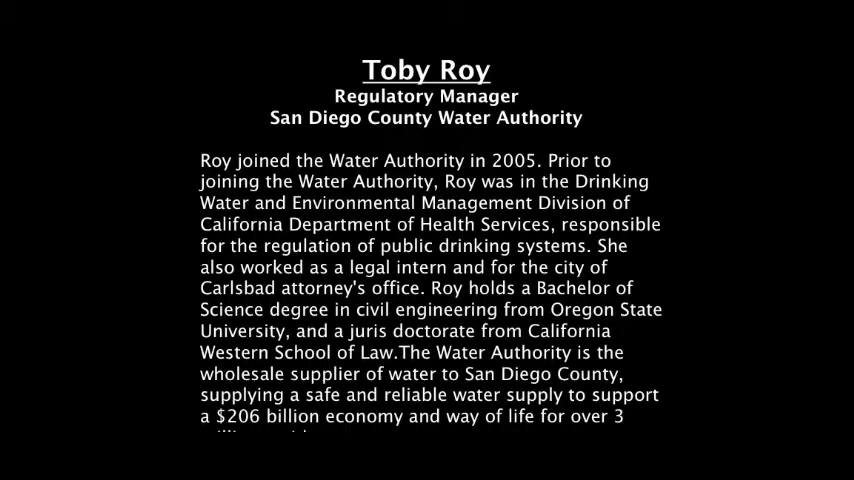 Toby Roy
Regulatory Manager
San Diego County Water Authority
Roy joined the Water Authority in 2005. Prior to
joining the Water Authority, Roy was in the Drinking
Water and Environmental Management Division of
California Department of Health Services, responsible
for the regulation of public drinking systems. She
also worked as a legal intern and for the city of
Carlsbad attorney's office. Roy holds a Bachelor of
Science degree in civil engineering from Oregon State
University, and a juris doctorate from California
Western School of Law.The Water Authority is the
wholesale supplier of water to San Diego County,
supplying a safe and reliable water supply to support
a $206 billion economy and way of life for over 3